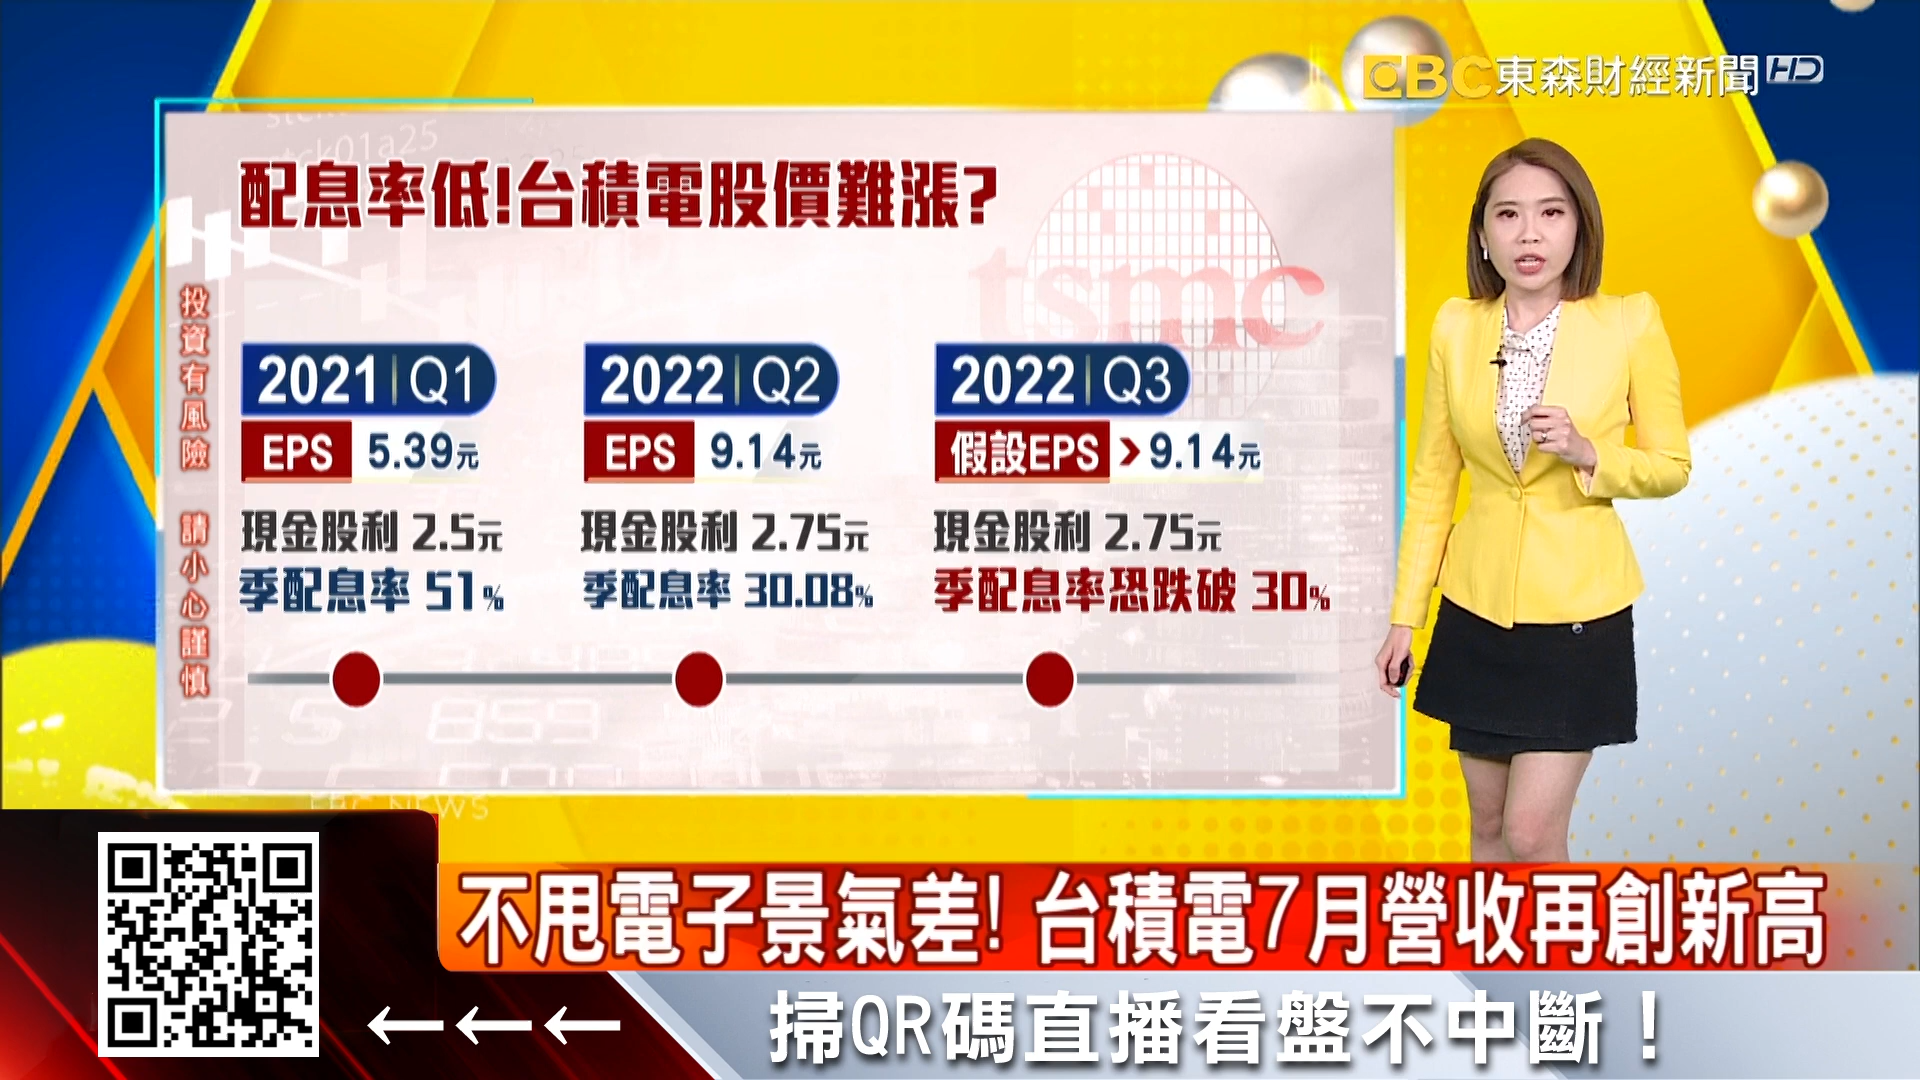 EBC 東森財經新聞 HD
stck01a25
配息率低!台積電股價難漲?
tsmc
投資有風險 請小心謹慎
2021 Q1
EPS 5.39元
現金股利 2.5元
季配息率 51%
2022 Q2
EPS 9.14元
現金股利 2.75元
季配息率 30.08%
2022 Q3
假設EPS > 9.14元
現金股利 2.75元
季配息率恐跌破 30%
859
EBC NEWS
不甩電子景氣差! 台積電7月營收再創新高
←←← 掃QR碼直播看盤不中斷！